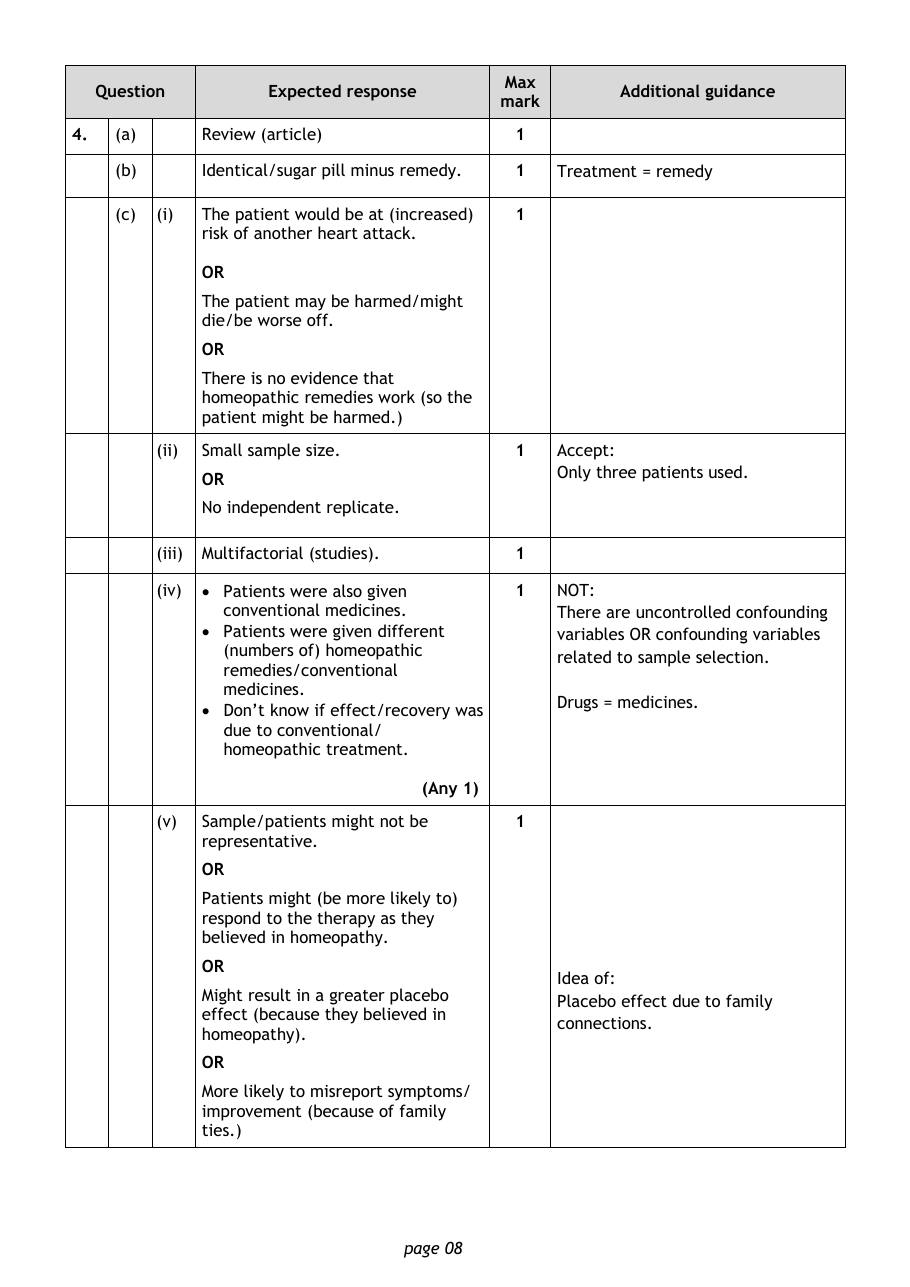 Question Expected response Max mark Additional guidance
4. (a) Review (article) 1
(b) Identical/sugar pill minus remedy. 1 Treatment = remedy
(c) (i) The patient would be at (increased) 1
risk of another heart attack.
OR
The patient may be harmed/might
die/be worse off.
OR
There is no evidence that
homeopathic remedies work (so the
patient might be harmed.)
(ii) Small sample size. 1 Accept:
Only three patients used.
OR
No independent replicate.
(iii) Multifactorial (studies). 1
(iv) • Patients were also given 1 NOT:
conventional medicines. There are uncontrolled confounding
• Patients were given different variables OR confounding variables
(numbers of) homeopathic related to sample selection.
remedies/conventional
medicines. Drugs = medicines.
• Don’t know if effect/recovery was
due to conventional/
homeopathic treatment.
(Any 1)
(v) Sample/patients might not be 1
representative.
OR
Patients might (be more likely to)
respond to the therapy as they
believed in homeopathy.
OR Idea of:
Might result in a greater placebo Placebo effect due to family
effect (because they believed in connections.
homeopathy).
OR
More likely to misreport symptoms/
improvement (because of family
ties.)
page 08